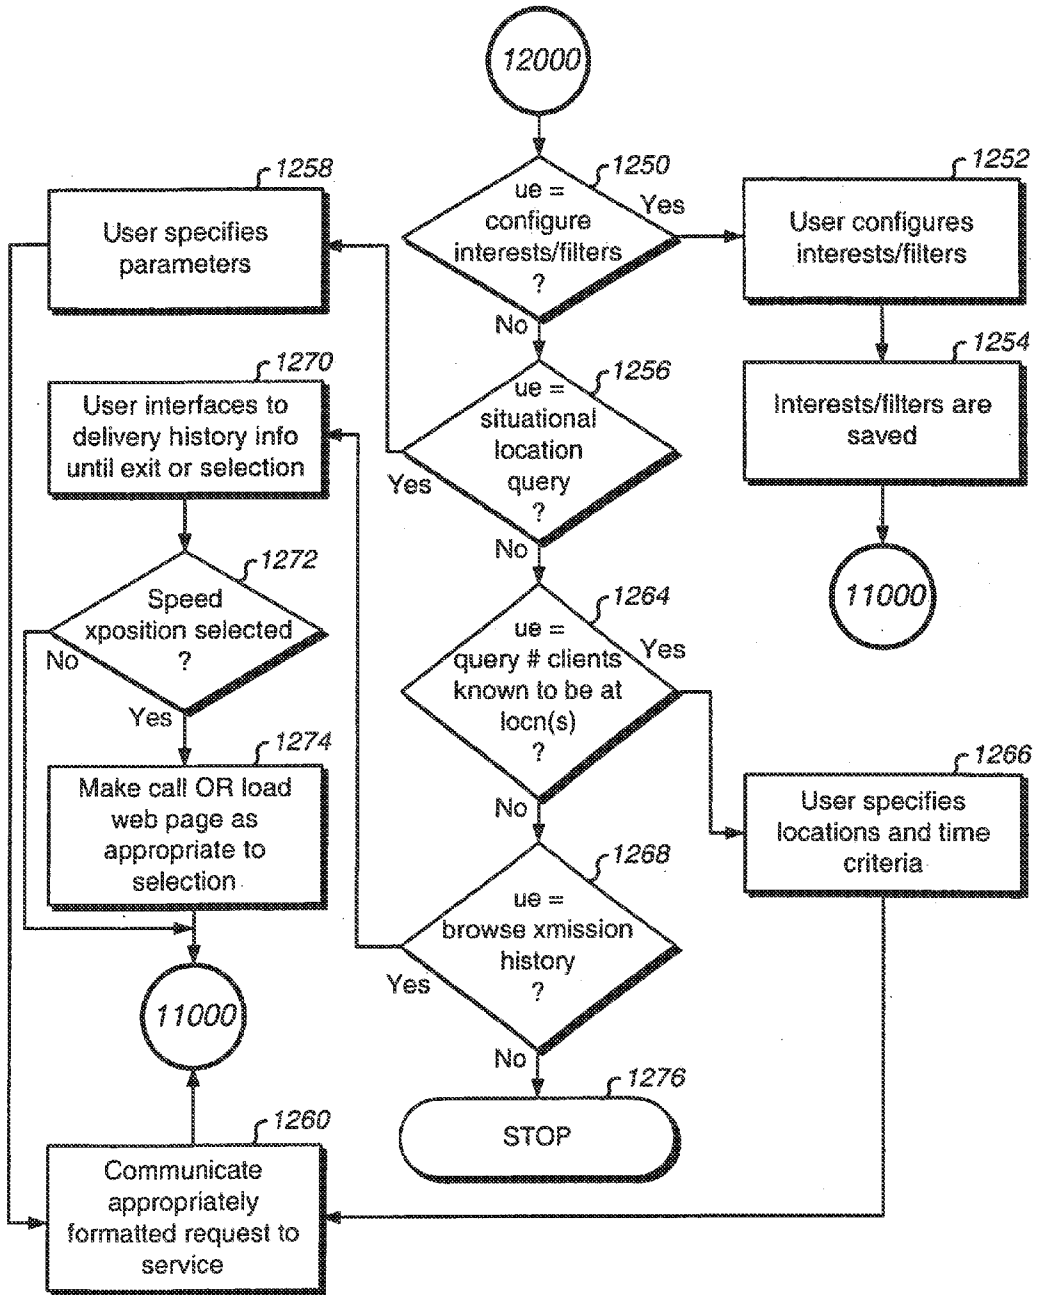 12000
1250
ue =
configure
interests/filters
?
Yes
No
1252
User configures
interests/filters
1254
Interests/filters are
saved
11000
1256
ue =
situational
location
query
?
Yes
No
1258
User specifies
parameters
1264
ue =
query # clients
known to be at
locn(s)
?
Yes
No
1266
User specifies
locations and time
criteria
1268
ue =
browse xmission
history
?
Yes
No
1270
User interfaces to
delivery history info
until exit or selection
1272
Speed
xposition selected
?
No
Yes
1274
Make call OR load
web page as
appropriate to
selection
11000
1260
Communicate
appropriately
formatted request to
service
1276
STOP